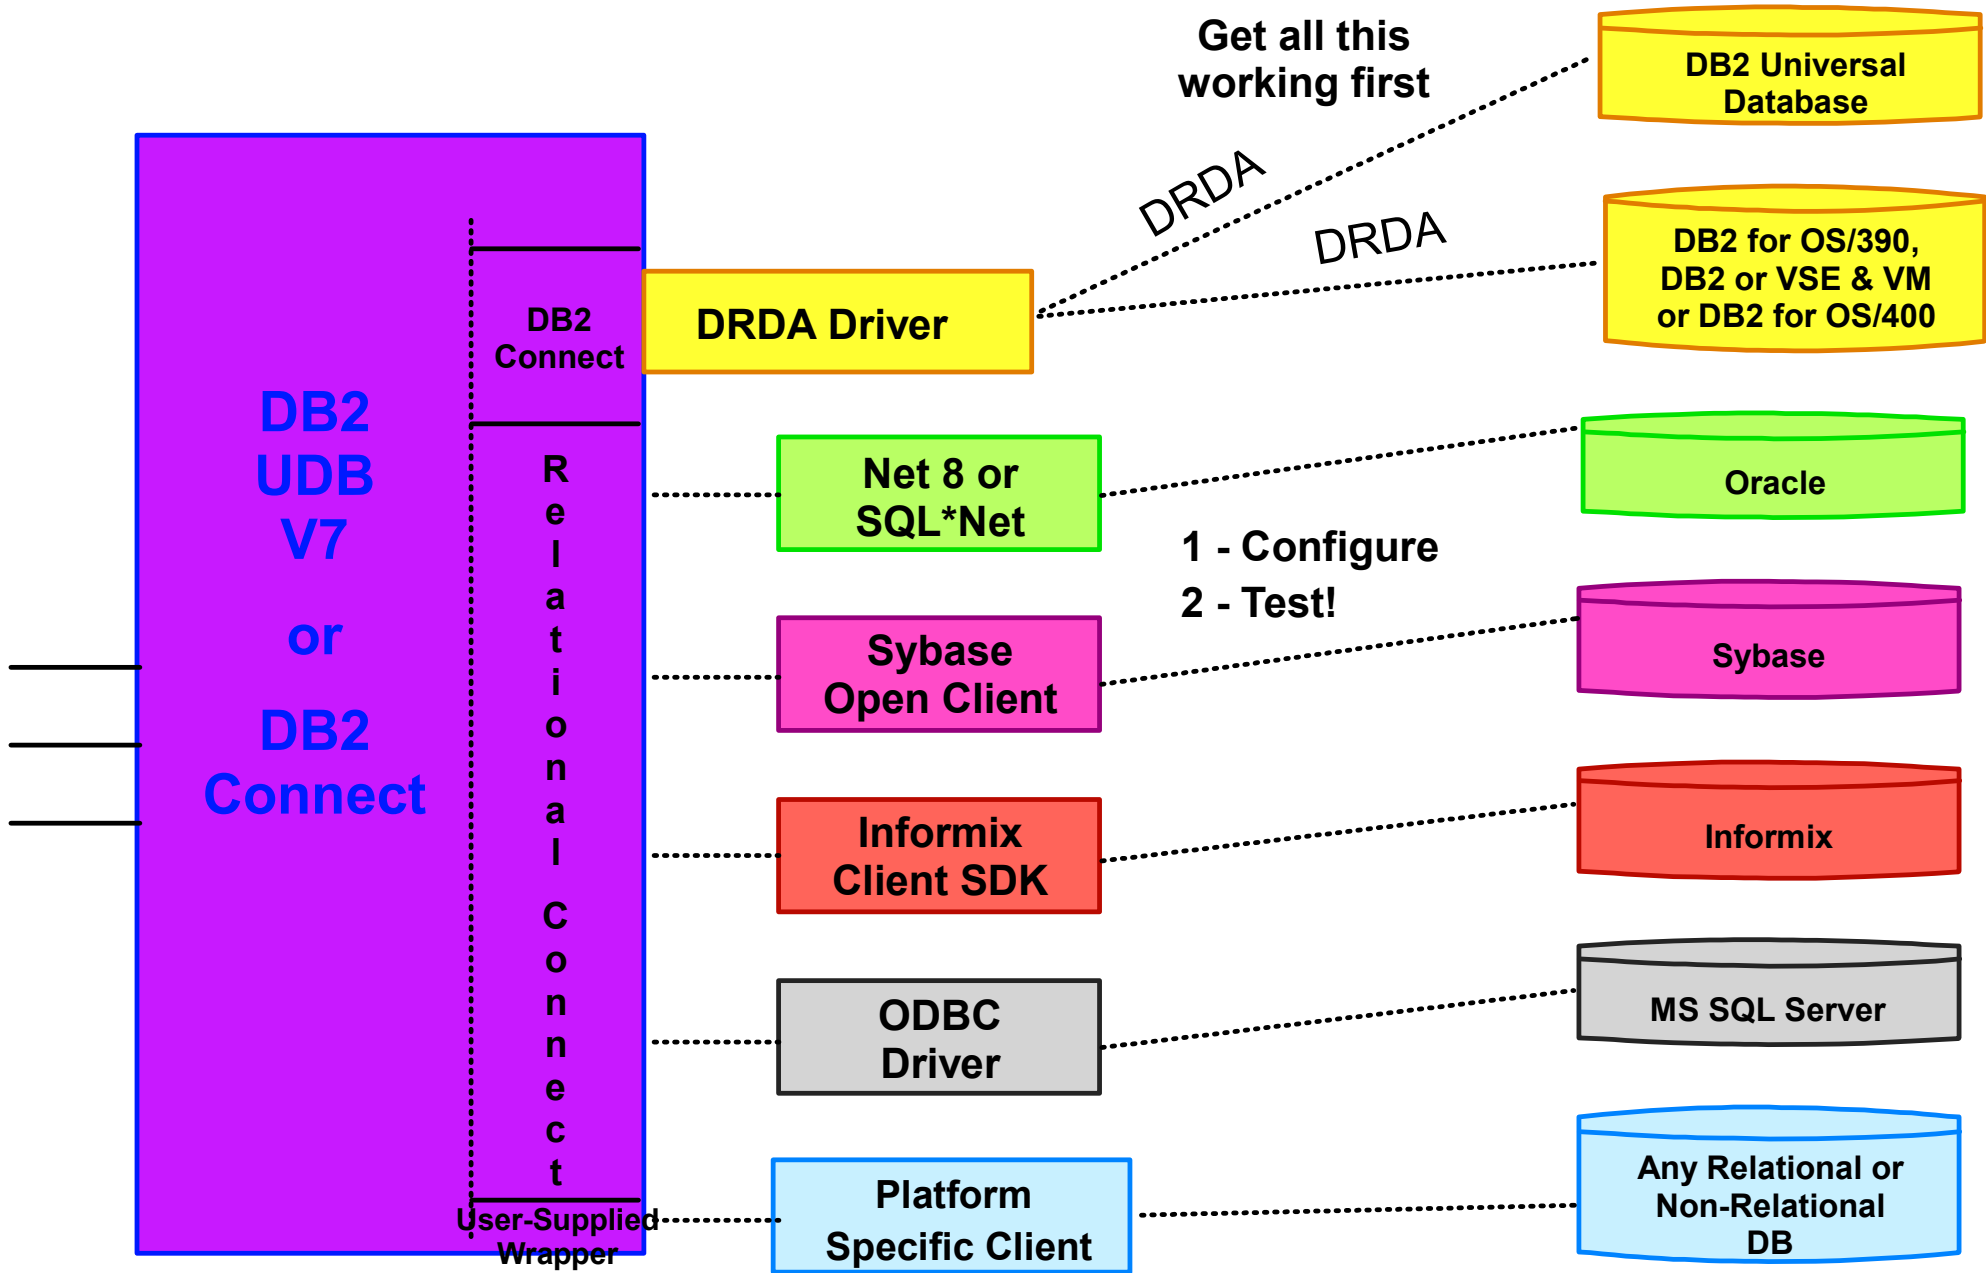 Get all this
working first
DB2 Universal
Database
DRDA
DRDA
DB2 for OS/390,
DB2 or VSE & VM
or DB2 for OS/400
DB2
Connect
DRDA Driver
DB2
UDB
V7
or
DB2
Connect
Relational Connect
Net 8 or
SQL*Net
Oracle
1 - Configure
2 - Test!
Sybase
Open Client
Sybase
Informix
Client SDK
Informix
ODBC
Driver
MS SQL Server
User-Supplied
Wrapper
Platform
Specific Client
Any Relational or
Non-Relational
DB